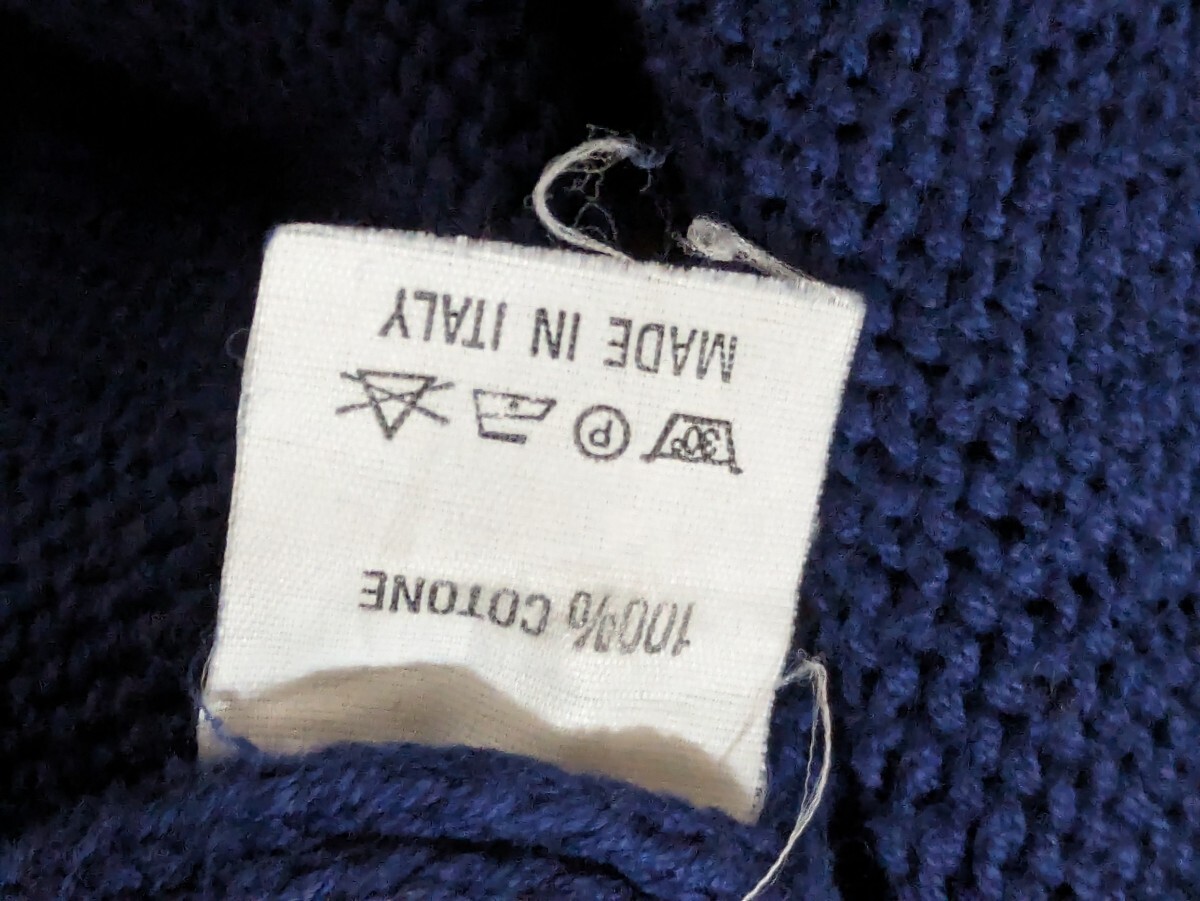 100% COTONE
30° P
MADE IN ITALY